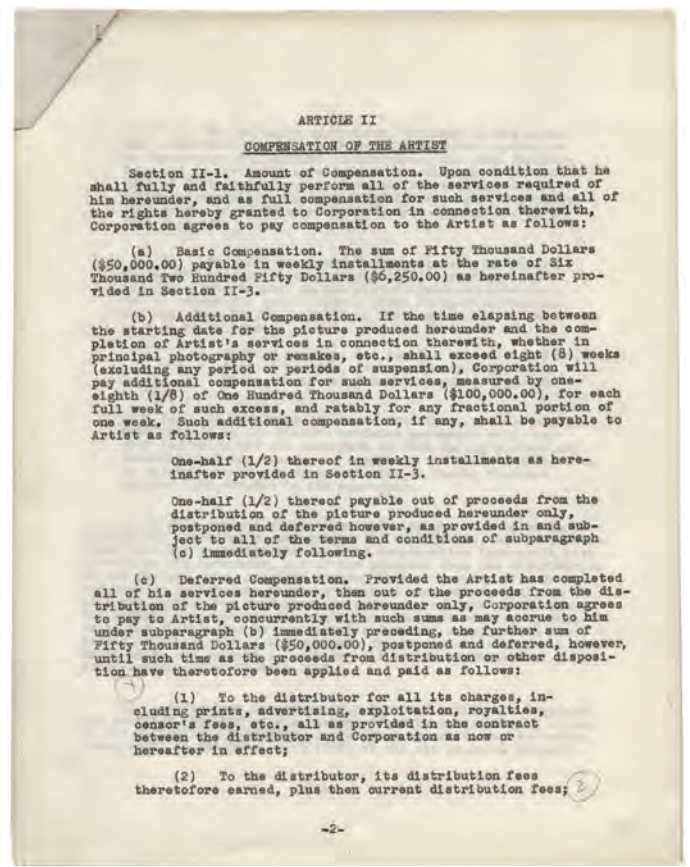 ARTICLE II
COMPENSATION OF THE ARTIST
Section II-1. Amount of Compensation. Upon condition that he
shall fully and faithfully perform all of the services required of
him hereunder, and as full compensation for such services and all of
the rights hereby granted to Corporation in connection therewith,
Corporation agrees to pay compensation to the Artist as follows:
(a) Basic Compensation. The sum of Fifty Thousand Dollars
($50,000.00) payable in weekly installments at the rate of Six
Thousand Two Hundred Fifty Dollars ($6,250.00) as hereinafter pro-
vided in Section II-3.
(b) Additional Compensation. If the time elapsing between
the starting date for the picture produced hereunder and the com-
pletion of Artist's services in connection therewith, whether in
principal photography or remakes, etc., shall exceed eight (8) weeks
(excluding any period or periods of suspension), Corporation will
pay additional compensation for such services, measured by one-
eighth (1/8) of One Hundred Thousand Dollars ($100,000.00), for each
full week of such excess, and ratably for any fractional portion of
one week. Such additional compensation, if any, shall be payable to
Artist as follows:
One-half (1/2) thereof in weekly installments as here-
inafter provided in Section II-3.
One-half (1/2) thereof payable out of proceeds from the
distribution of the picture produced hereunder only,
postponed and deferred however, as provided in and sub-
ject to all of the terms and conditions of subparagraph
(c) immediately following.
(c) Deferred Compensation. Provided the Artist has completed
all of his services hereunder, then out of the proceeds from the dis-
tribution of the picture produced hereunder only, Corporation agrees
to pay to Artist, concurrently with such sums as may accrue to him
under subparagraph (b) immediately preceding, the further sum of
Fifty Thousand Dollars ($50,000.00), postponed and deferred, however,
until such time as the proceeds from distribution or other disposi-
tion have theretofore been applied and paid as follows:
(1) To the distributor for all its charges, in-
cluding prints, advertising, exploitation, royalties,
censor's fees, etc., all as provided in the contract
between the distributor and Corporation as now or
hereafter in effect;
(2) To the distributor, its distribution fees
theretofore earned, plus then current distribution fees; 2
-2-